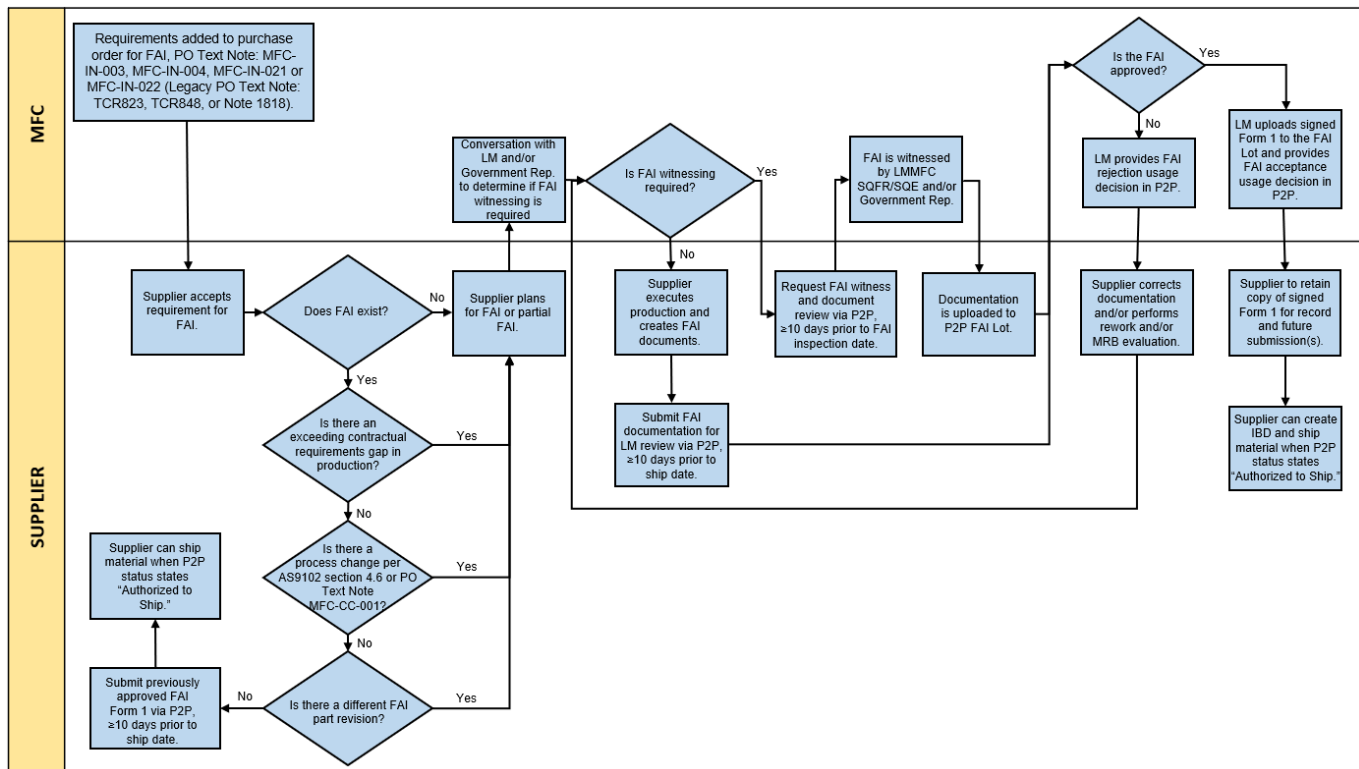 MFC
Requirements added to purchase
order for FAI, PO Text Note: MFC-
IN-003, MFC-IN-004, MFC-IN-021 or
MFC-IN-022 (Legacy PO Text Note:
TCR823, TCR848, or Note 1818).
Conversation with
LM and/or
Government Rep.
to determine if FAI
witnessing is
required
Is FAI witnessing
required?
Yes
No
FAI is witnessed
by LMMFC
SQFR/SQE and/or
Government Rep.
Is the FAI
approved?
Yes
No
LM provides FAI
rejection usage
decision in P2P.
LM uploads signed
Form 1 to the FAI
Lot and provides
FAI acceptance
usage decision in
P2P.
SUPPLIER
Supplier accepts
requirement for
FAI.
Does FAI exist?
No
Yes
Supplier plans
for FAI or partial
FAI.
Supplier
executes
production and
creates FAI
documents.
Request FAI witness
and document
review via P2P,
≥10 days prior to FAI
inspection date.
Documentation
is uploaded to
P2P FAI Lot.
Supplier corrects
documentation
and/or performs
rework and/or
MRB evaluation.
Supplier to retain
copy of signed
Form 1 for record
and future
submission(s).
Is there an
exceeding contractual
requirements gap in
production?
Yes
No
Submit FAI
documentation for
LM review via P2P,
≥10 days prior to
ship date.
Supplier can create
IBD and ship
material when P2P
status states
“Authorized to Ship.”
Is there a
process change per
AS9102 section 4.6 or PO
Text Note
MFC-CC-001?
Yes
No
Supplier can ship
material when P2P
status states
“Authorized to
Ship.”
Is there a different FAI
part revision?
Yes
No
Submit previously
approved FAI
Form 1 via P2P,
≥10 days prior to
ship date.